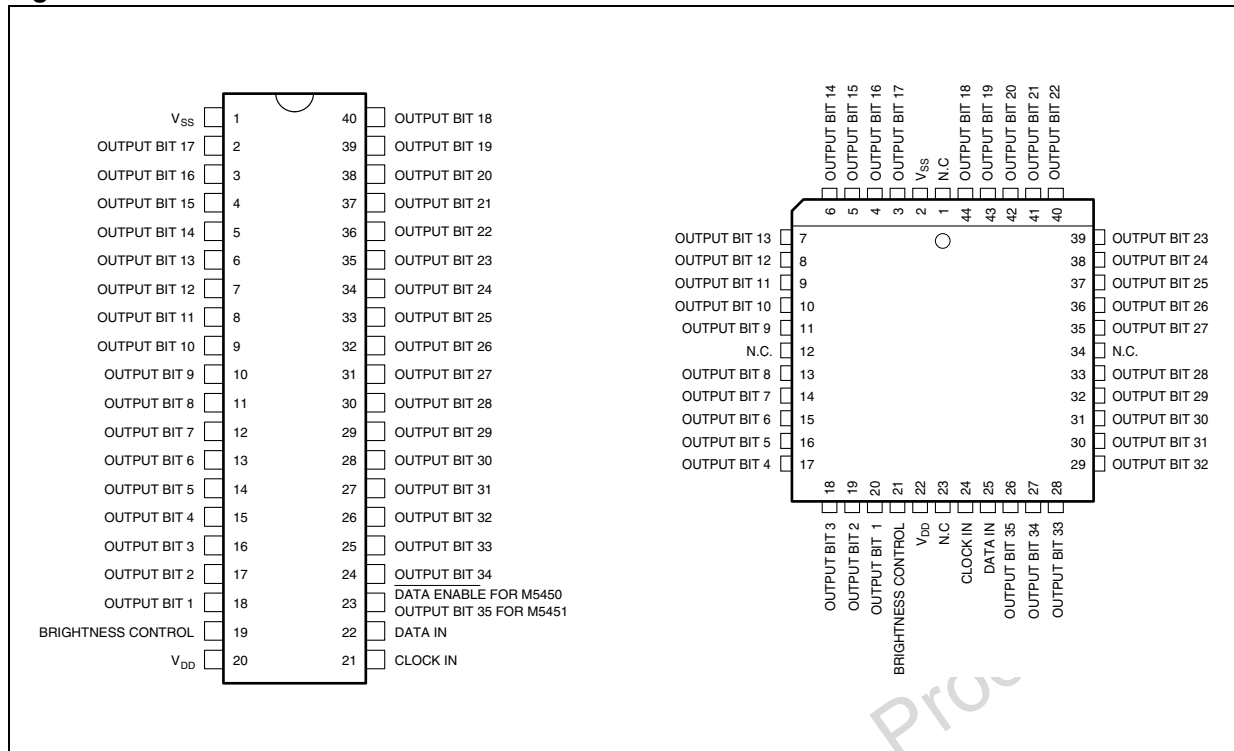 VSS 1 40 OUTPUT BIT 18
OUTPUT BIT 17 2 39 OUTPUT BIT 19
OUTPUT BIT 16 3 38 OUTPUT BIT 20
OUTPUT BIT 15 4 37 OUTPUT BIT 21
OUTPUT BIT 14 5 36 OUTPUT BIT 22
OUTPUT BIT 13 6 35 OUTPUT BIT 23
OUTPUT BIT 12 7 34 OUTPUT BIT 24
OUTPUT BIT 11 8 33 OUTPUT BIT 25
OUTPUT BIT 10 9 32 OUTPUT BIT 26
OUTPUT BIT 9 10 31 OUTPUT BIT 27
OUTPUT BIT 8 11 30 OUTPUT BIT 28
OUTPUT BIT 7 12 29 OUTPUT BIT 29
OUTPUT BIT 6 13 28 OUTPUT BIT 30
OUTPUT BIT 5 14 27 OUTPUT BIT 31
OUTPUT BIT 4 15 26 OUTPUT BIT 32
OUTPUT BIT 3 16 25 OUTPUT BIT 33
OUTPUT BIT 2 17 24 OUTPUT BIT 34
OUTPUT BIT 1 18 23 DATA ENABLE FOR M5450
OUTPUT BIT 35 FOR M5451
BRIGHTNESS CONTROL 19 22 DATA IN
VDD 20 21 CLOCK IN
OUTPUT BIT 14
OUTPUT BIT 15
OUTPUT BIT 16
OUTPUT BIT 17
VSS
N.C
OUTPUT BIT 18
OUTPUT BIT 19
OUTPUT BIT 20
OUTPUT BIT 21
OUTPUT BIT 22
6 5 4 3 2 1 44 43 42 41 40
OUTPUT BIT 13 7 39 OUTPUT BIT 23
OUTPUT BIT 12 8 38 OUTPUT BIT 24
OUTPUT BIT 11 9 37 OUTPUT BIT 25
OUTPUT BIT 10 10 36 OUTPUT BIT 26
OUTPUT BIT 9 11 35 OUTPUT BIT 27
N.C. 12 34 N.C.
OUTPUT BIT 8 13 33 OUTPUT BIT 28
OUTPUT BIT 7 14 32 OUTPUT BIT 29
OUTPUT BIT 6 15 31 OUTPUT BIT 30
OUTPUT BIT 5 16 30 OUTPUT BIT 31
OUTPUT BIT 4 17 29 OUTPUT BIT 32
18 19 20 21 22 23 24 25 26 27 28
OUTPUT BIT 3
OUTPUT BIT 2
OUTPUT BIT 1
BRIGHTNESS CONTROL
VDD
N.C
CLOCK IN
DATA IN
OUTPUT BIT 35
OUTPUT BIT 34
OUTPUT BIT 33